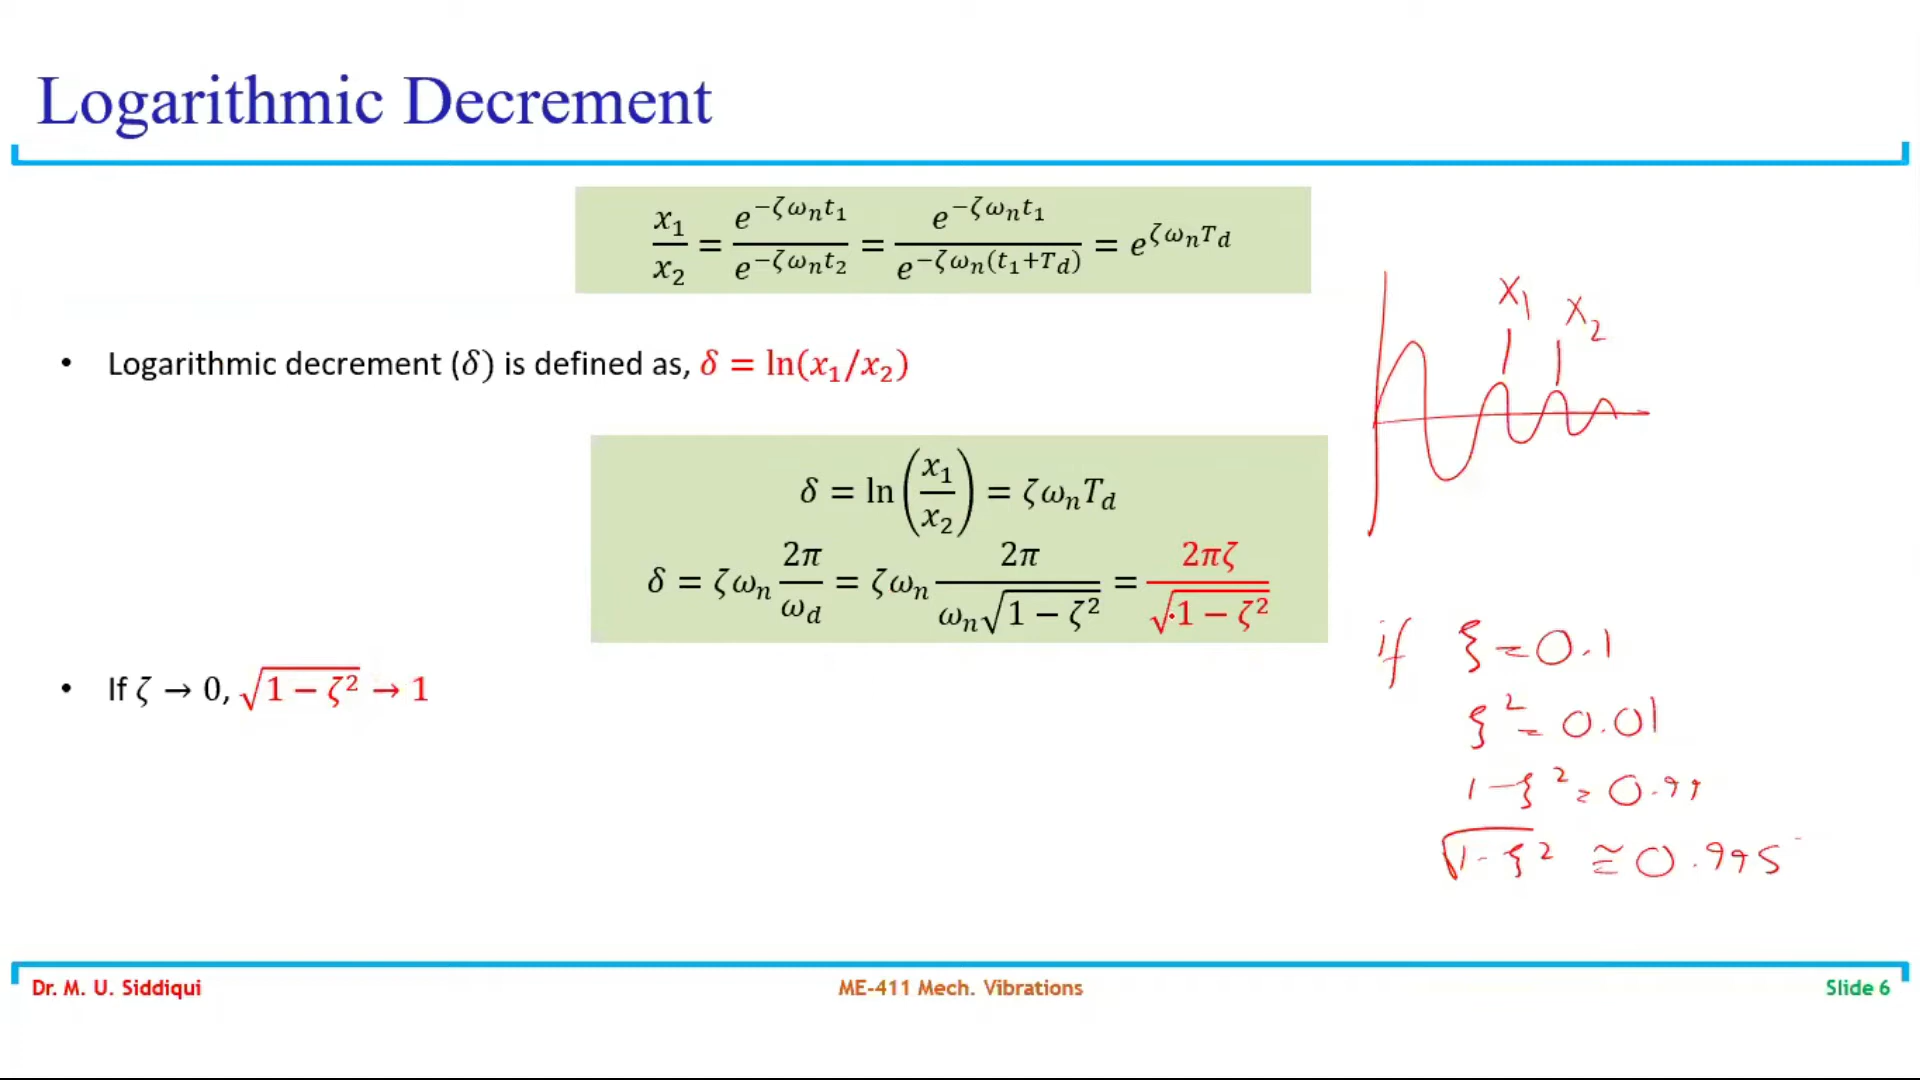 Logarithmic Decrement
x₁/x₂ = e^(−ζωₙt₁)/e^(−ζωₙt₂) = e^(−ζωₙt₁)/e^(−ζωₙ(t₁+T_d)) = e^(ζωₙT_d)
• Logarithmic decrement (δ) is defined as, δ = ln(x₁/x₂)
δ = ln(x₁/x₂) = ζωₙT_d
δ = ζωₙ 2π/ω_d = ζωₙ 2π/(ωₙ√(1 − ζ²)) = 2πζ/√(1 − ζ²)
• If ζ → 0, √(1 − ζ²) → 1
x₁
x₂
if ξ = 0.1
ξ² = 0.01
1-ξ² = 0.99
√(1-ξ²) ≅ 0.995
Dr. M. U. Siddiqui
ME-411 Mech. Vibrations
Slide 6